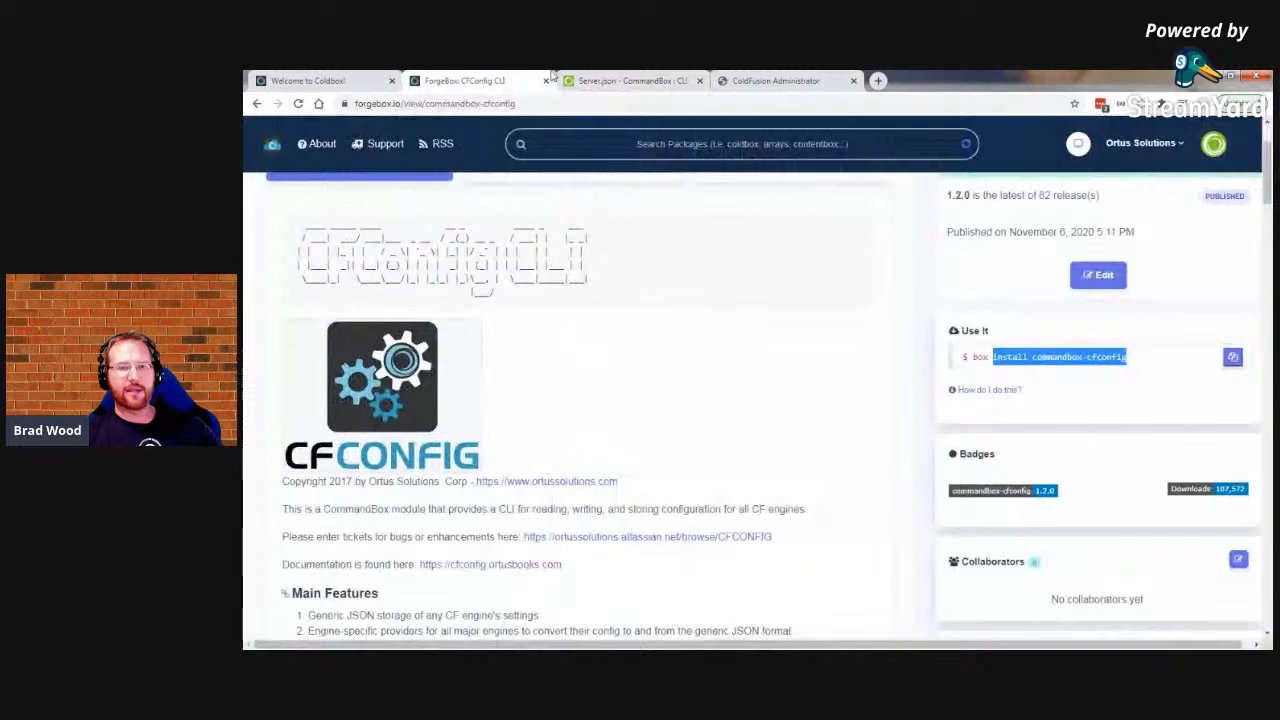 Powered by
StreamYard
Welcome to Coldbox!
ForgeBox: CFConfig CLI
Server.json - CommandBox : CLI
ColdFusion Administrator
forgebox.io/view/commandbox-cfconfig
About
Support
RSS
Search Packages (i.e. coldbox, arrays, contentbox...)
Ortus Solutions
1.2.0 is the latest of 62 release(s)
PUBLISHED
Published on November 6, 2020 5:11 PM
Edit
CFConfig CLI
Use It
$ box install commandbox-cfconfig
How do I do this?
CFCONFIG
Brad Wood
Badges
commandbox-cfconfig 1.2.0
Downloads 107,572
Copyright 2017 by Ortus Solutions, Corp - https://www.ortussolutions.com
This is a CommandBox module that provides a CLI for reading, writing, and storing configuration for all CF engines.
Please enter tickets for bugs or enhancements here: https://ortussolutions.atlassian.net/browse/CFCONFIG
Documentation is found here: https://cfconfig.ortusbooks.com
Collaborators
No collaborators yet
Main Features
1. Generic JSON storage of any CF engine's settings
2. Engine-specific providers for all major engines to convert their config to and from the generic JSON format